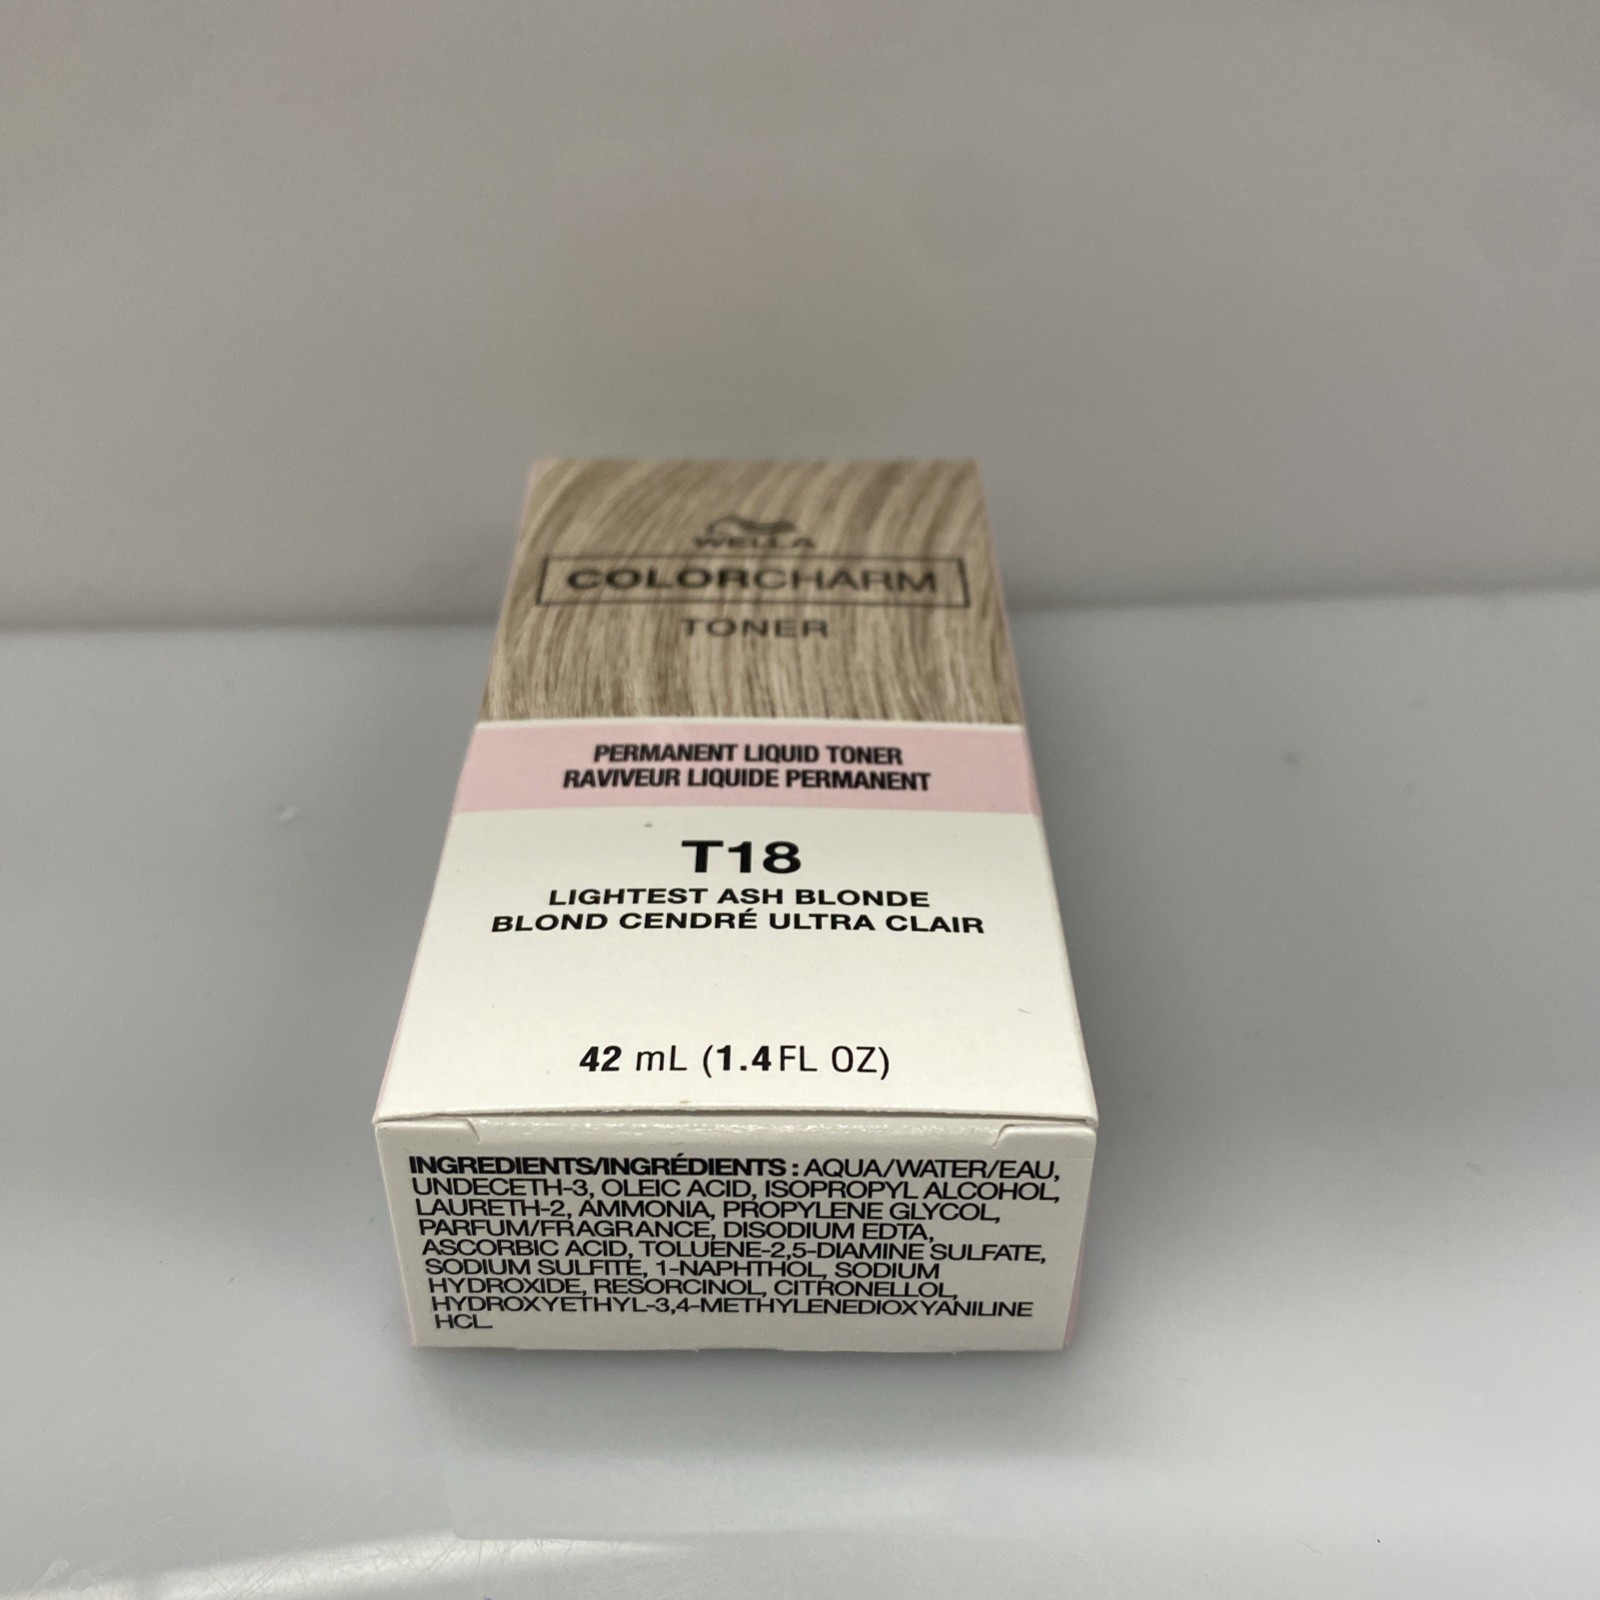 WELLA
COLORCHARM
TONER
PERMANENT LIQUID TONER
RAVIVEUR LIQUIDE PERMANENT
T18
LIGHTEST ASH BLONDE
BLOND CENDRÉ ULTRA CLAIR
42 mL (1.4 FL OZ)
INGREDIENTS/INGRÉDIENTS : AQUA/WATER/EAU,
UNDECETH-3, OLEIC ACID, ISOPROPYL ALCOHOL,
LAURETH-2, AMMONIA, PROPYLENE GLYCOL,
PARFUM/FRAGRANCE, DISODIUM EDTA,
ASCORBIC ACID, TOLUENE-2,5-DIAMINE SULFATE,
SODIUM SULFITE, 1-NAPHTHOL, SODIUM
HYDROXIDE, RESORCINOL, CITRONELLOL,
HYDROXYETHYL-3,4-METHYLENEDIOXYANILINE
HCL.